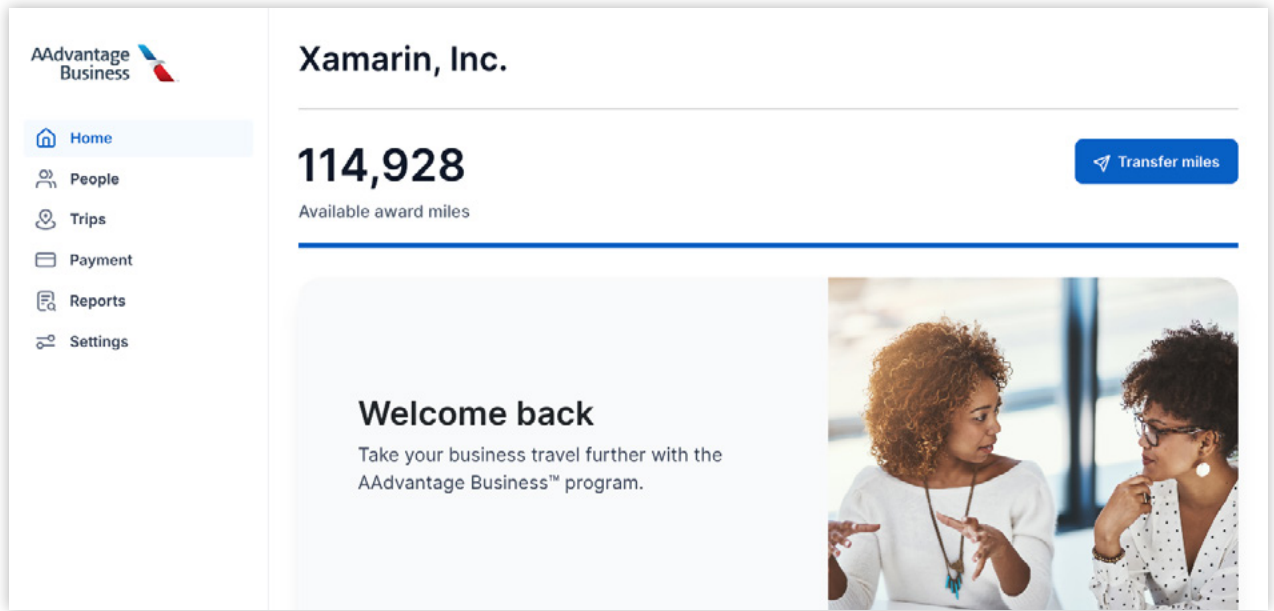 AAdvantage
Business
Home
People
Trips
Payment
Reports
Settings
Xamarin, Inc.
114,928
Available award miles
Transfer miles
Welcome back
Take your business travel further with the
AAdvantage Business™ program.